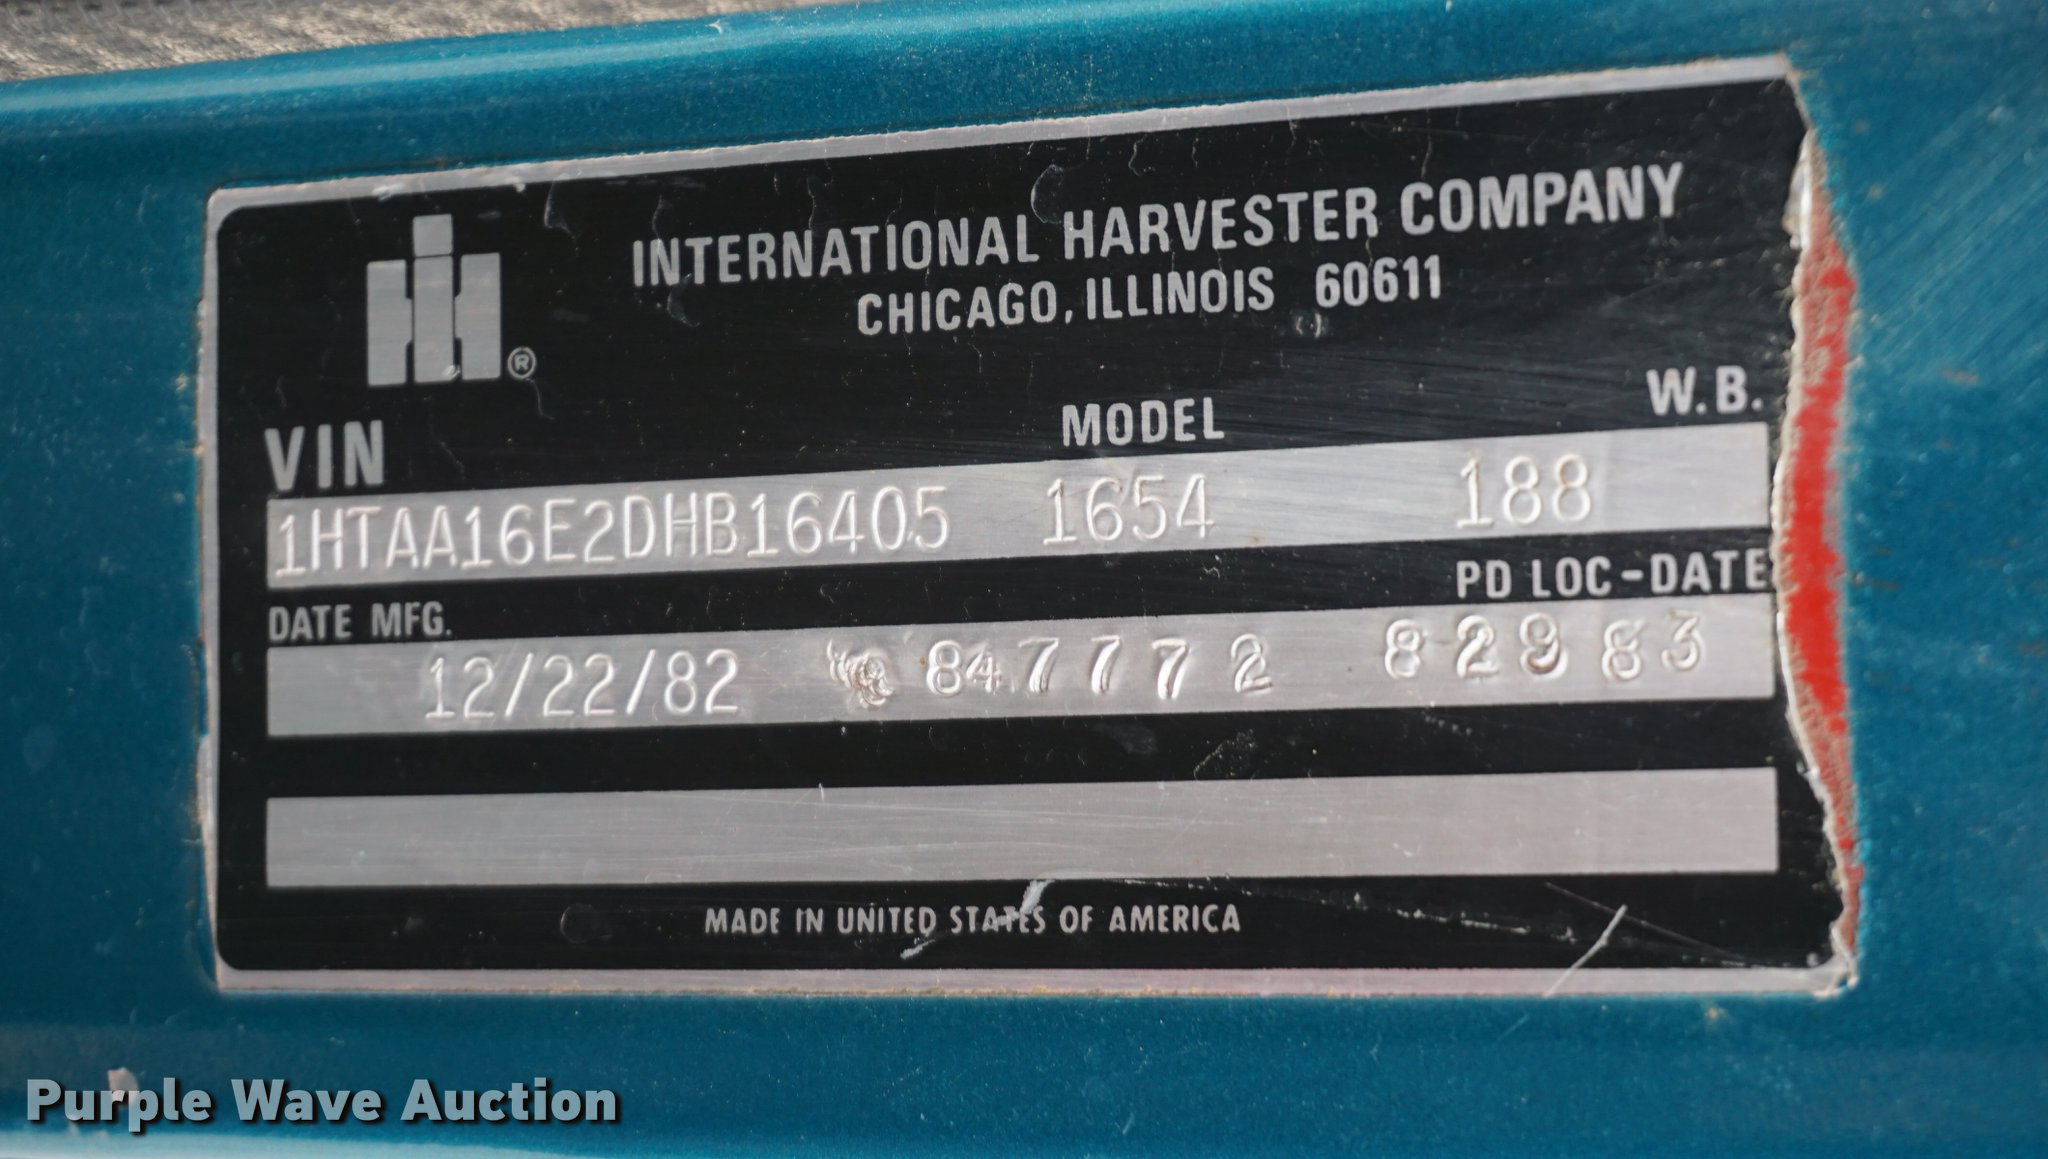 INTERNATIONAL HARVESTER COMPANY
CHICAGO, ILLINOIS 60611
®
VIN MODEL W.B.
1HTAA16E2DHB16405 1654 188
DATE MFG. PD LOC-DATE
12/22/82 847772 82983
MADE IN UNITED STATES OF AMERICA
Purple Wave Auction